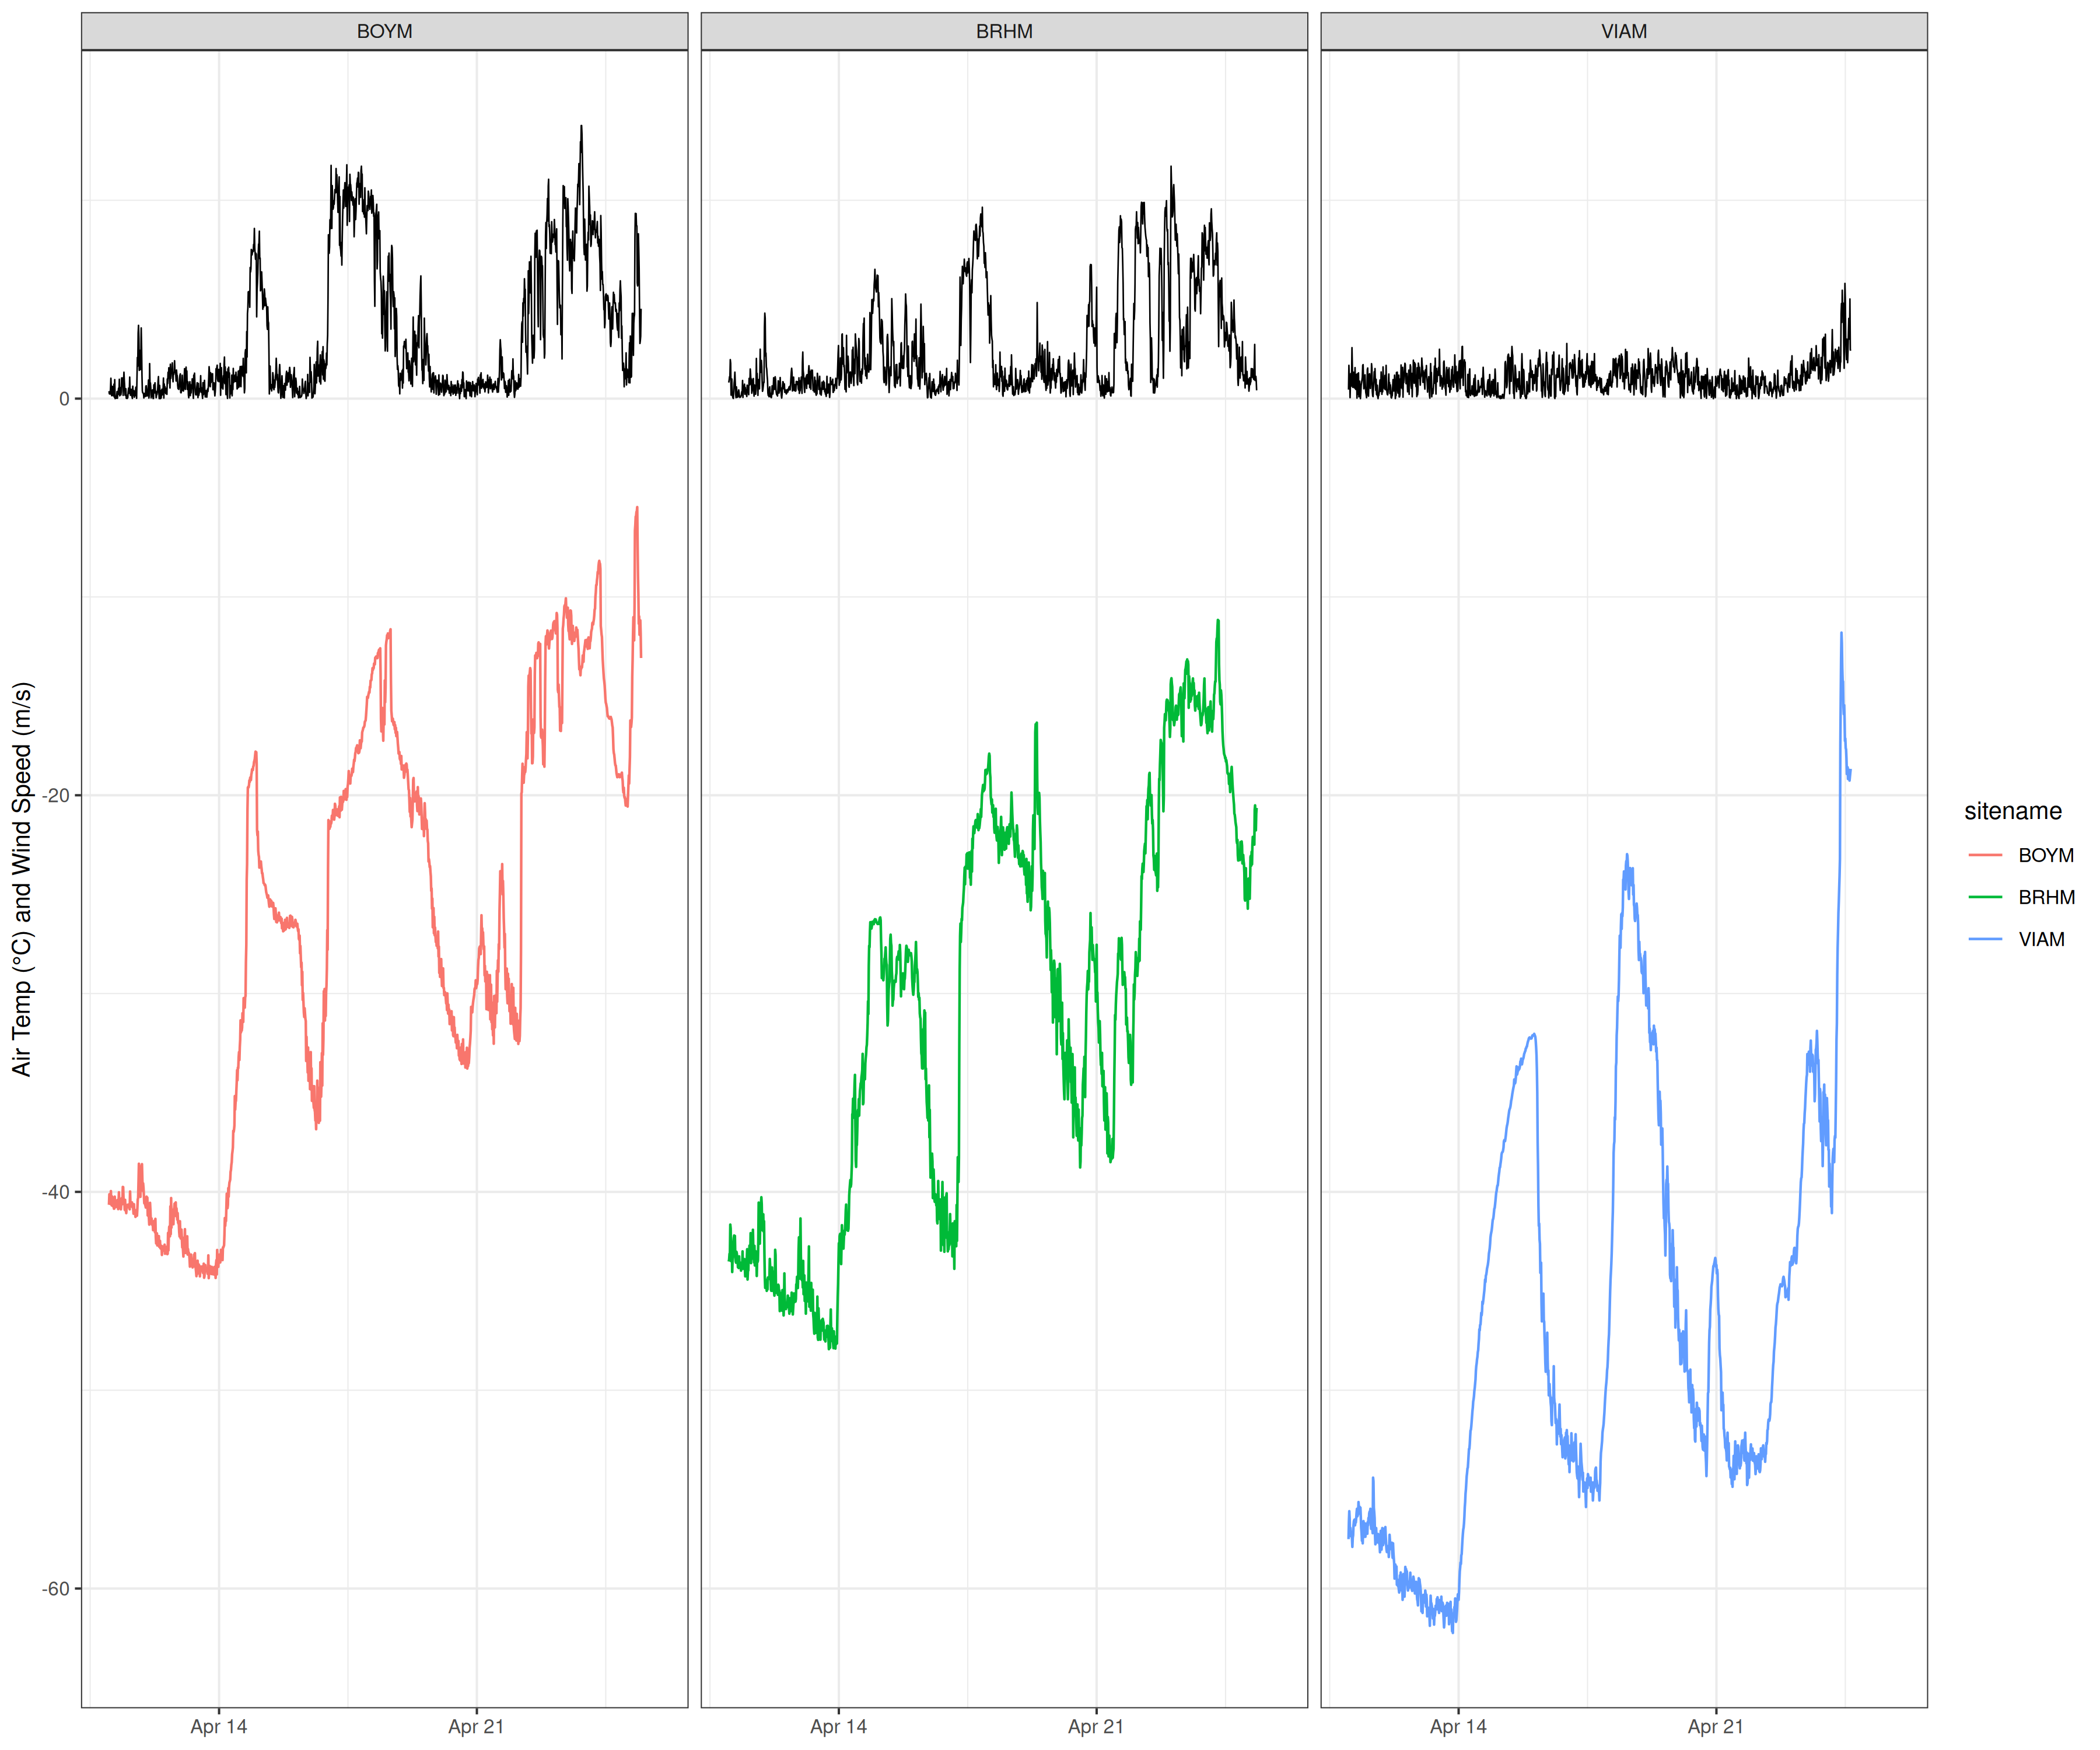 BOYM
BRHM
VIAM
0
-20
-40
-60
Air Temp (°C) and Wind Speed (m/s)
Apr 14
Apr 21
Apr 14
Apr 21
Apr 14
Apr 21
sitename
BOYM
BRHM
VIAM